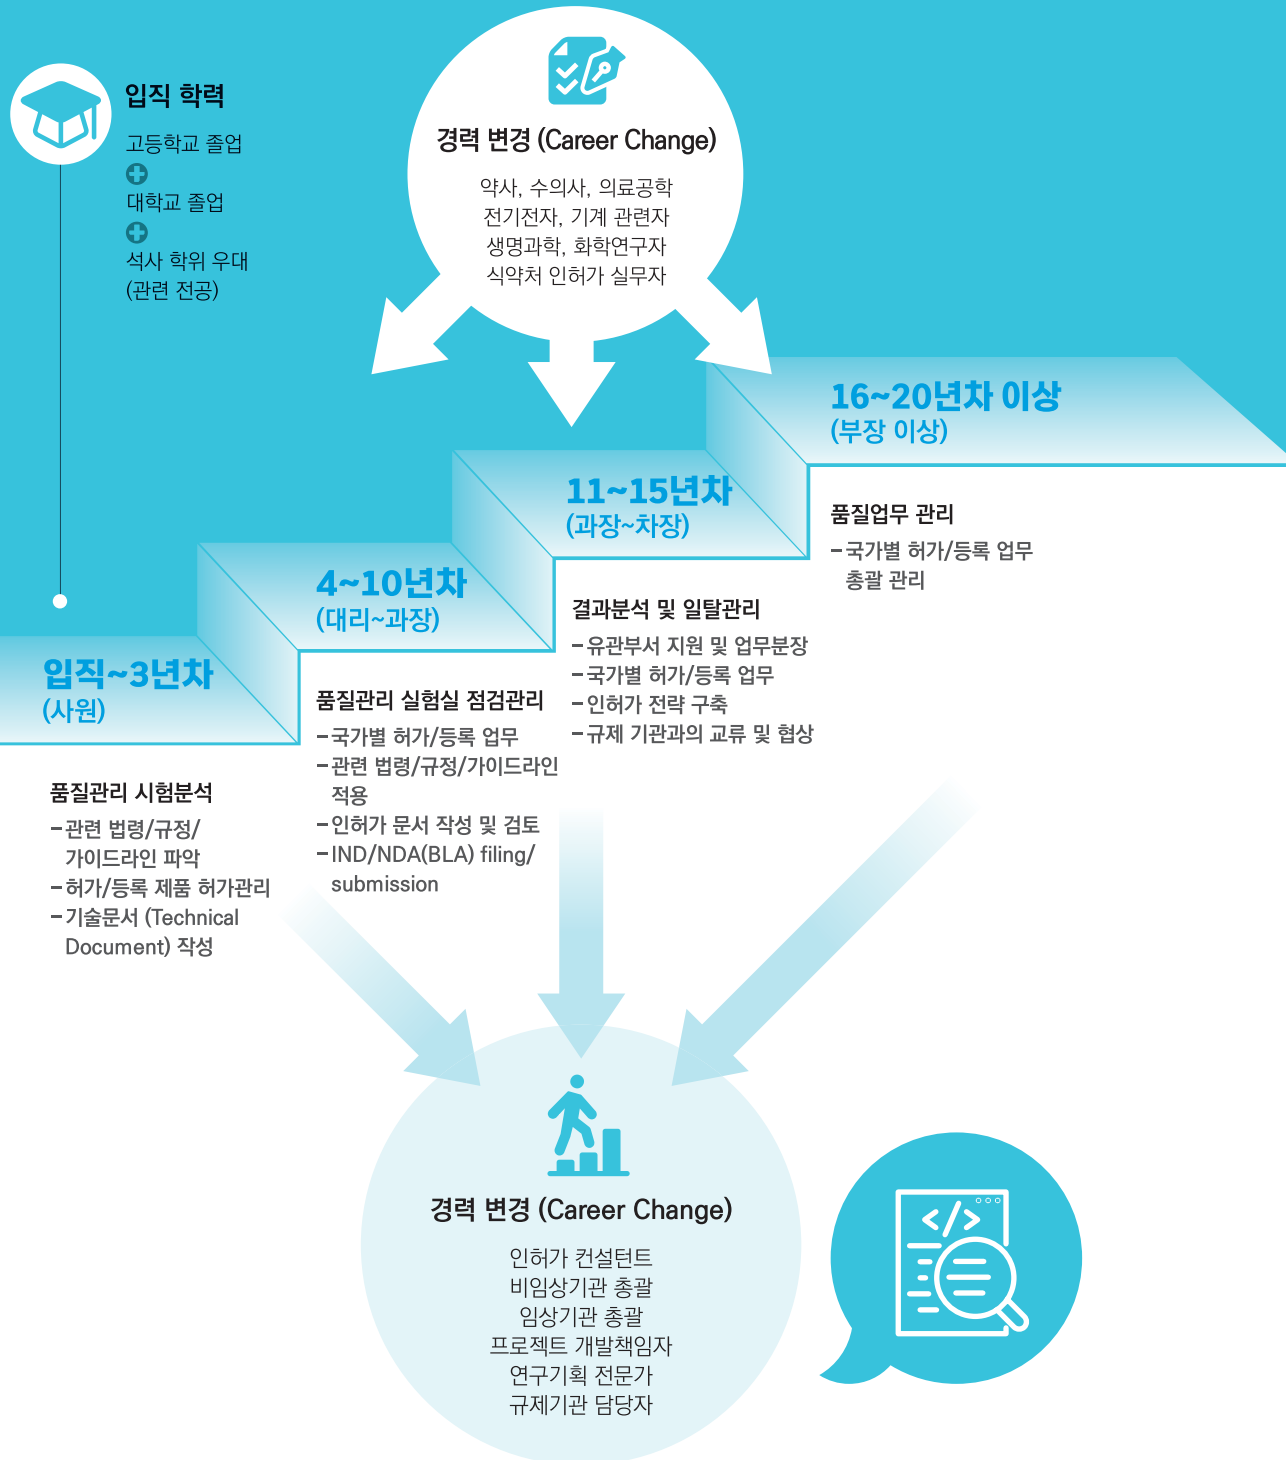 입직 학력
고등학교 졸업
대학교 졸업
석사 학위 우대
(관련 전공)
경력 변경 (Career Change)
약사, 수의사, 의료공학
전기전자, 기계 관련자
생명과학, 화학연구자
식약처 인허가 실무자
입직~3년차
(사원)
품질관리 시험분석
-관련 법령/규정/
가이드라인 파악
-허가/등록 제품 허가관리
-기술문서 (Technical
Document) 작성
4~10년차
(대리~과장)
품질관리 실험실 점검관리
-국가별 허가/등록 업무
-관련 법령/규정/가이드라인
적용
-인허가 문서 작성 및 검토
-IND/NDA(BLA) filing/
submission
11~15년차
(과장~차장)
결과분석 및 일탈관리
-유관부서 지원 및 업무분장
-국가별 허가/등록 업무
-인허가 전략 구축
-규제 기관과의 교류 및 협상
16~20년차 이상
(부장 이상)
품질업무 관리
-국가별 허가/등록 업무
총괄 관리
경력 변경 (Career Change)
인허가 컨설턴트
비임상기관 총괄
임상기관 총괄
프로젝트 개발책임자
연구기획 전문가
규제기관 담당자